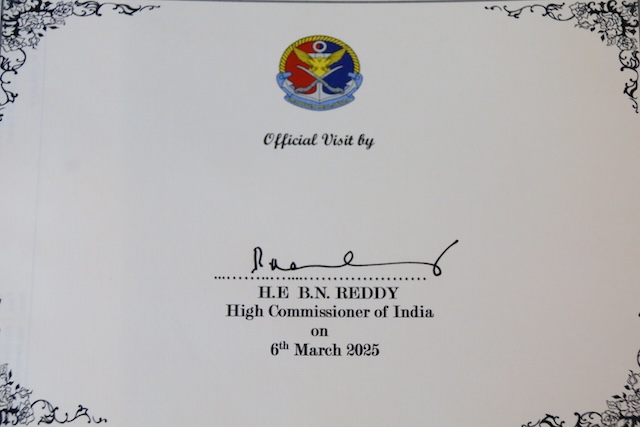 Official Visit by
H.E B.N. REDDY
High Commissioner of India
on
6th March 2025